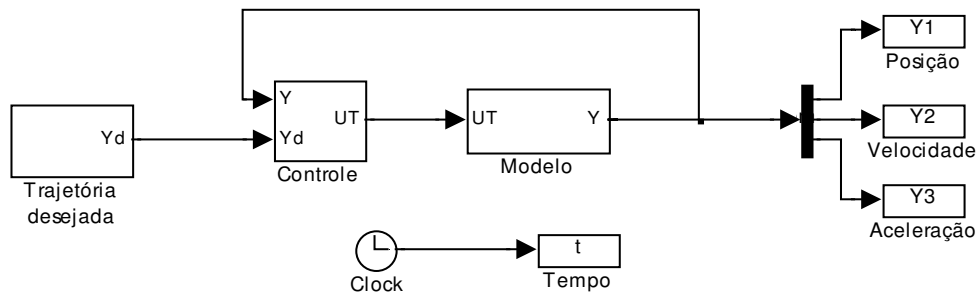 Y1
Posição
Y
UT
Yd
Controle
UT
Y
Modelo
Yd
Trajetória
desejada
Y2
Velocidade
Y3
Aceleração
Clock
t
Tempo